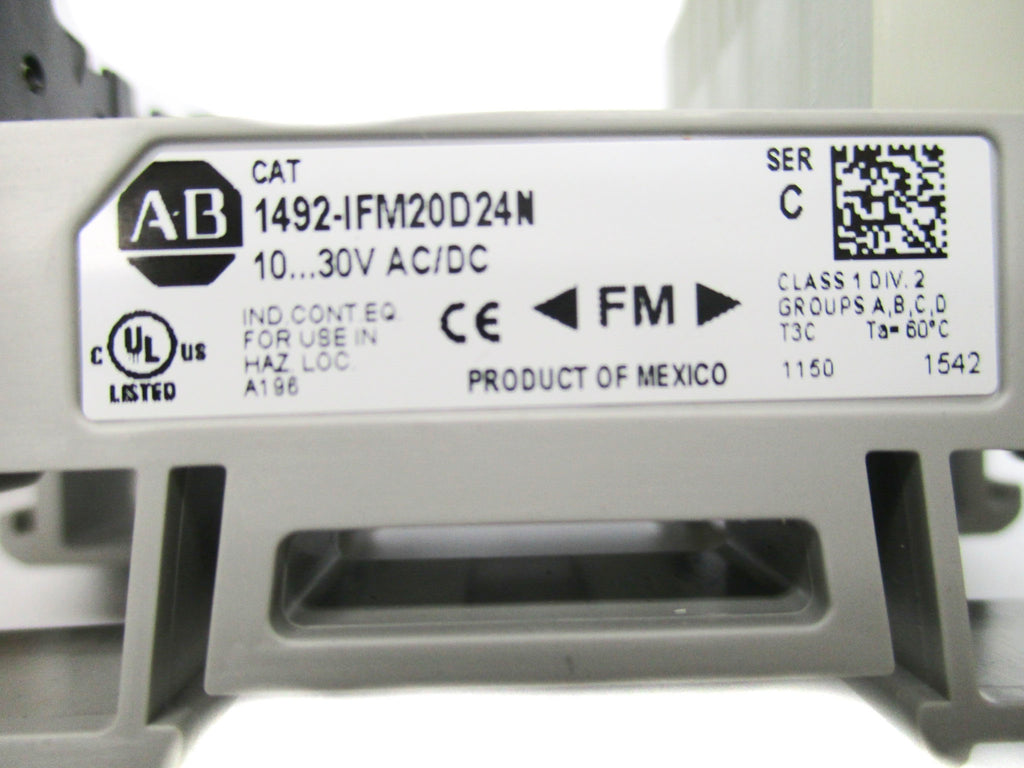 AB
CAT
1492-IFM20D24N
10...30V AC/DC
SER
C
C UL US
LISTED
IND.CONT.EQ.
FOR USE IN
HAZ. LOC.
A196
CE
FM
PRODUCT OF MEXICO
CLASS 1 DIV. 2
GROUPS A,B,C,D
T3C Ta= 60°C
1150 1542